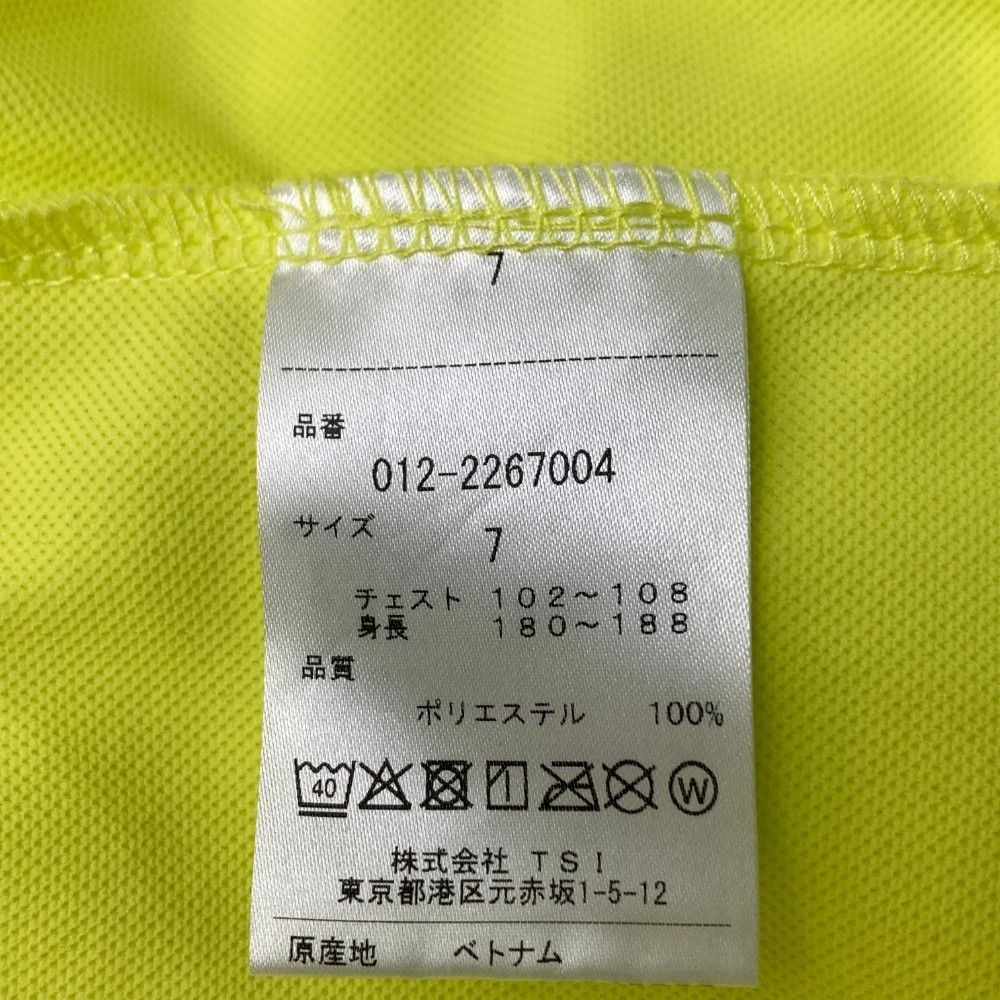 7
品番
012-2267004
サイズ
7
チェスト 102～108
身長 180～188
品質
ポリエステル 100%
40 W
株式会社 TSI
東京都港区元赤坂1-5-12
原産地 ベトナム